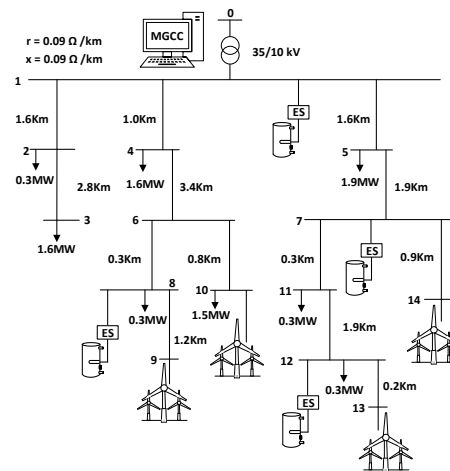 0
MGCC
r = 0.09 Ω /km
x = 0.09 Ω /km
35/10 kV
1
ES
1.6Km
1.0Km
1.6Km
2
4
5
0.3MW
1.6MW
1.9MW
2.8Km
3.4Km
1.9Km
3
6
7
1.6MW
ES
0.3Km
0.8Km
0.3Km
0.9Km
8
10
11
14
0.3MW
1.5MW
0.3MW
ES
1.2Km
1.9Km
9
12
0.3MW
0.2Km
ES
13